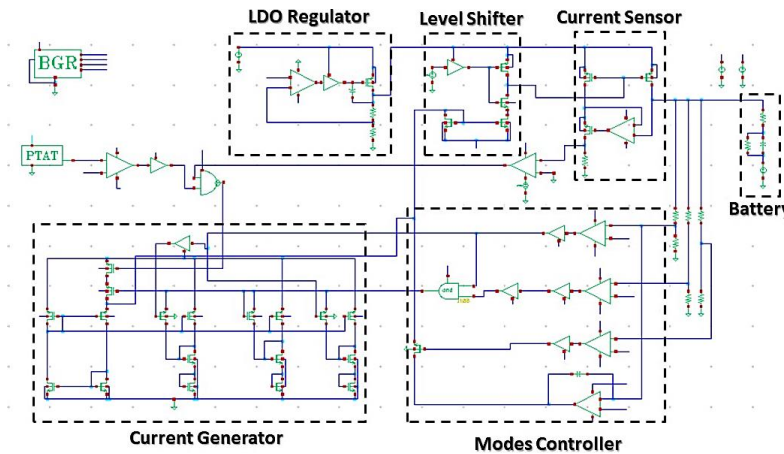 LDO Regulator
Level Shifter
Current Sensor
BGR
PTAT
Battery
and
Current Generator
Modes Controller